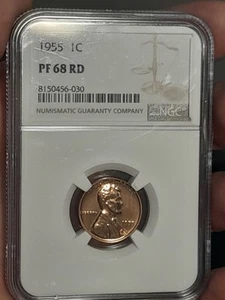 1955 1C
PF 68 RD
8150456-030
NUMISMATIC GUARANTY COMPANY
NGC